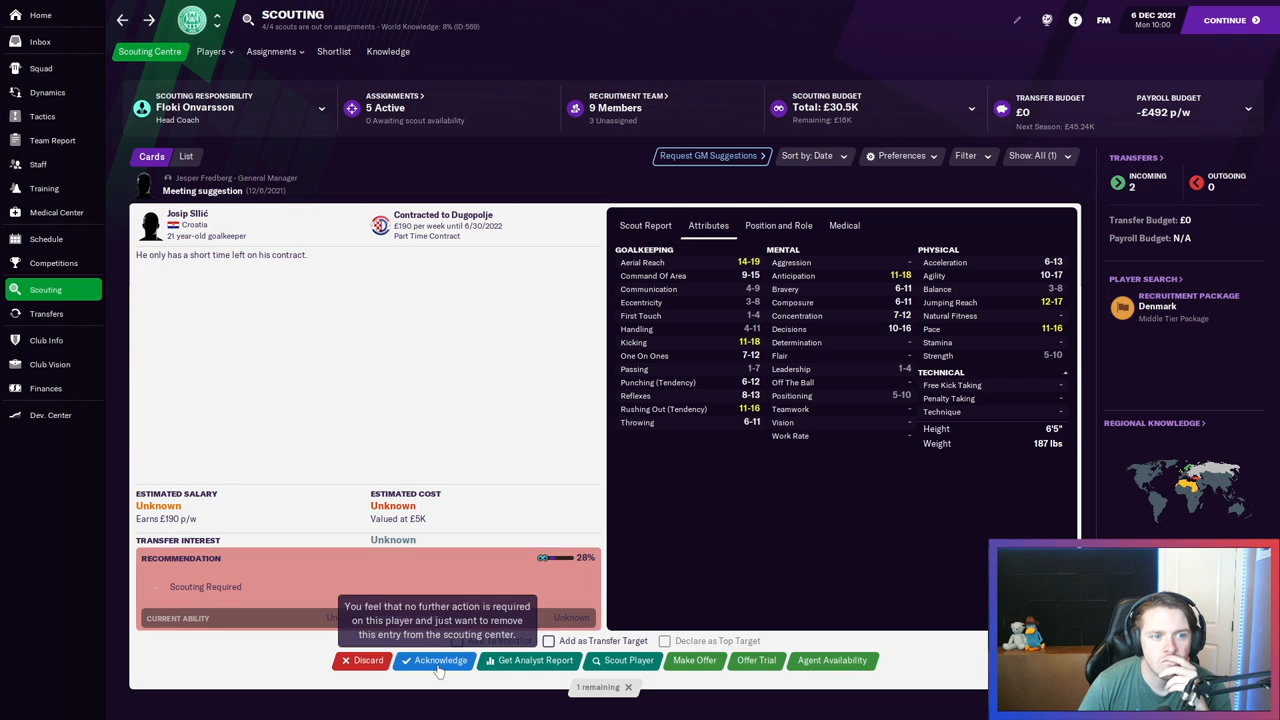 Home
SCOUTING
4/4 scouts are out on assignments - World Knowledge: 8% (ID:569)
FM
6 DEC 2021
Mon 10:00
CONTINUE
Inbox
Squad
Dynamics
Tactics
Team Report
Staff
Training
Medical Center
Schedule
Competitions
Scouting
Transfers
Club Info
Club Vision
Finances
Dev. Center
Scouting Centre
Players
Assignments
Shortlist
Knowledge
SCOUTING RESPONSIBILITY
Floki Onvarsson
Head Coach
ASSIGNMENTS >
5 Active
0 Awaiting scout availability
RECRUITMENT TEAM >
9 Members
3 Unassigned
SCOUTING BUDGET
Total: £30.5K
Remaining: £16K
TRANSFER BUDGET
£0
Next Season: £45.24K
PAYROLL BUDGET
-£492 p/w
Cards
List
Request GM Suggestions >
Sort by: Date
Preferences
Filter
Show: All (1)
Jesper Fredberg - General Manager
Meeting suggestion (12/6/2021)
Josip SIlić
Croatia
21 year-old goalkeeper
Contracted to Dugopolje
£190 per week until 6/30/2022
Part Time Contract
He only has a short time left on his contract.
ESTIMATED SALARY
Unknown
Earns £190 p/w
ESTIMATED COST
Unknown
Valued at £5K
TRANSFER INTEREST
Unknown
RECOMMENDATION
28%
- Scouting Required
CURRENT ABILITY
Un
Unknown
You feel that no further action is required
on this player and just want to remove
this entry from the scouting center.
Scout Report
Attributes
Position and Role
Medical
GOALKEEPING
Aerial Reach 14-19
Command Of Area 9-15
Communication 4-9
Eccentricity 3-8
First Touch 1-4
Handling 4-11
Kicking 11-18
One On Ones 7-12
Passing 1-7
Punching (Tendency) 6-12
Reflexes 8-13
Rushing Out (Tendency) 11-16
Throwing 6-11
MENTAL
Aggression -
Anticipation 11-18
Bravery 6-11
Composure 6-11
Concentration 7-12
Decisions 10-16
Determination -
Flair -
Leadership 1-4
Off The Ball -
Positioning 5-10
Teamwork -
Vision -
Work Rate -
PHYSICAL
Acceleration 6-13
Agility 10-17
Balance 3-8
Jumping Reach 12-17
Natural Fitness -
Pace 11-16
Stamina -
Strength 5-10
TECHNICAL
Free Kick Taking -
Penalty Taking -
Technique -
Height 6'5"
Weight 187 lbs
Add as Transfer Target
Declare as Top Target
Discard
Acknowledge
Get Analyst Report
Scout Player
Make Offer
Offer Trial
Agent Availability
1 remaining
TRANSFERS >
INCOMING
2
OUTGOING
0
Transfer Budget: £0
Payroll Budget: N/A
PLAYER SEARCH >
RECRUITMENT PACKAGE
Denmark
Middle Tier Package
REGIONAL KNOWLEDGE >